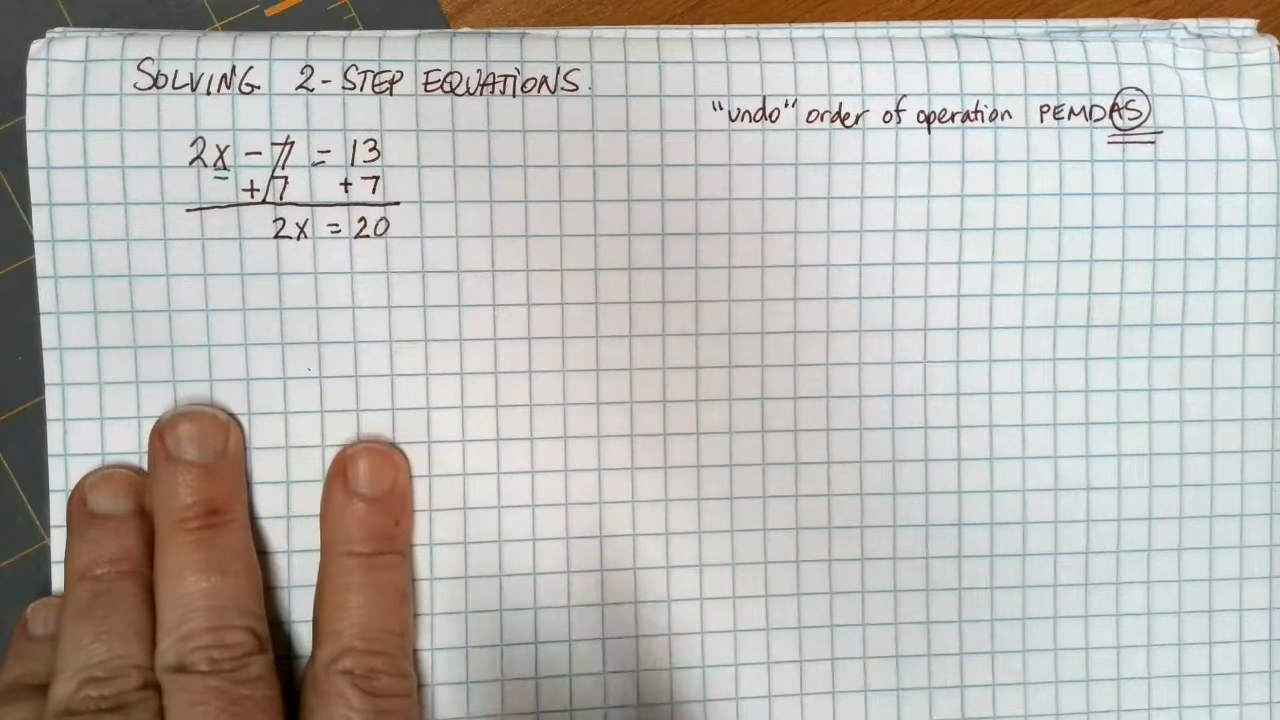 SOLVING 2-STEP EQUATIONS.
"undo" order of operation PEMDAS
2x - 7 = 13
+7 +7
2x = 20